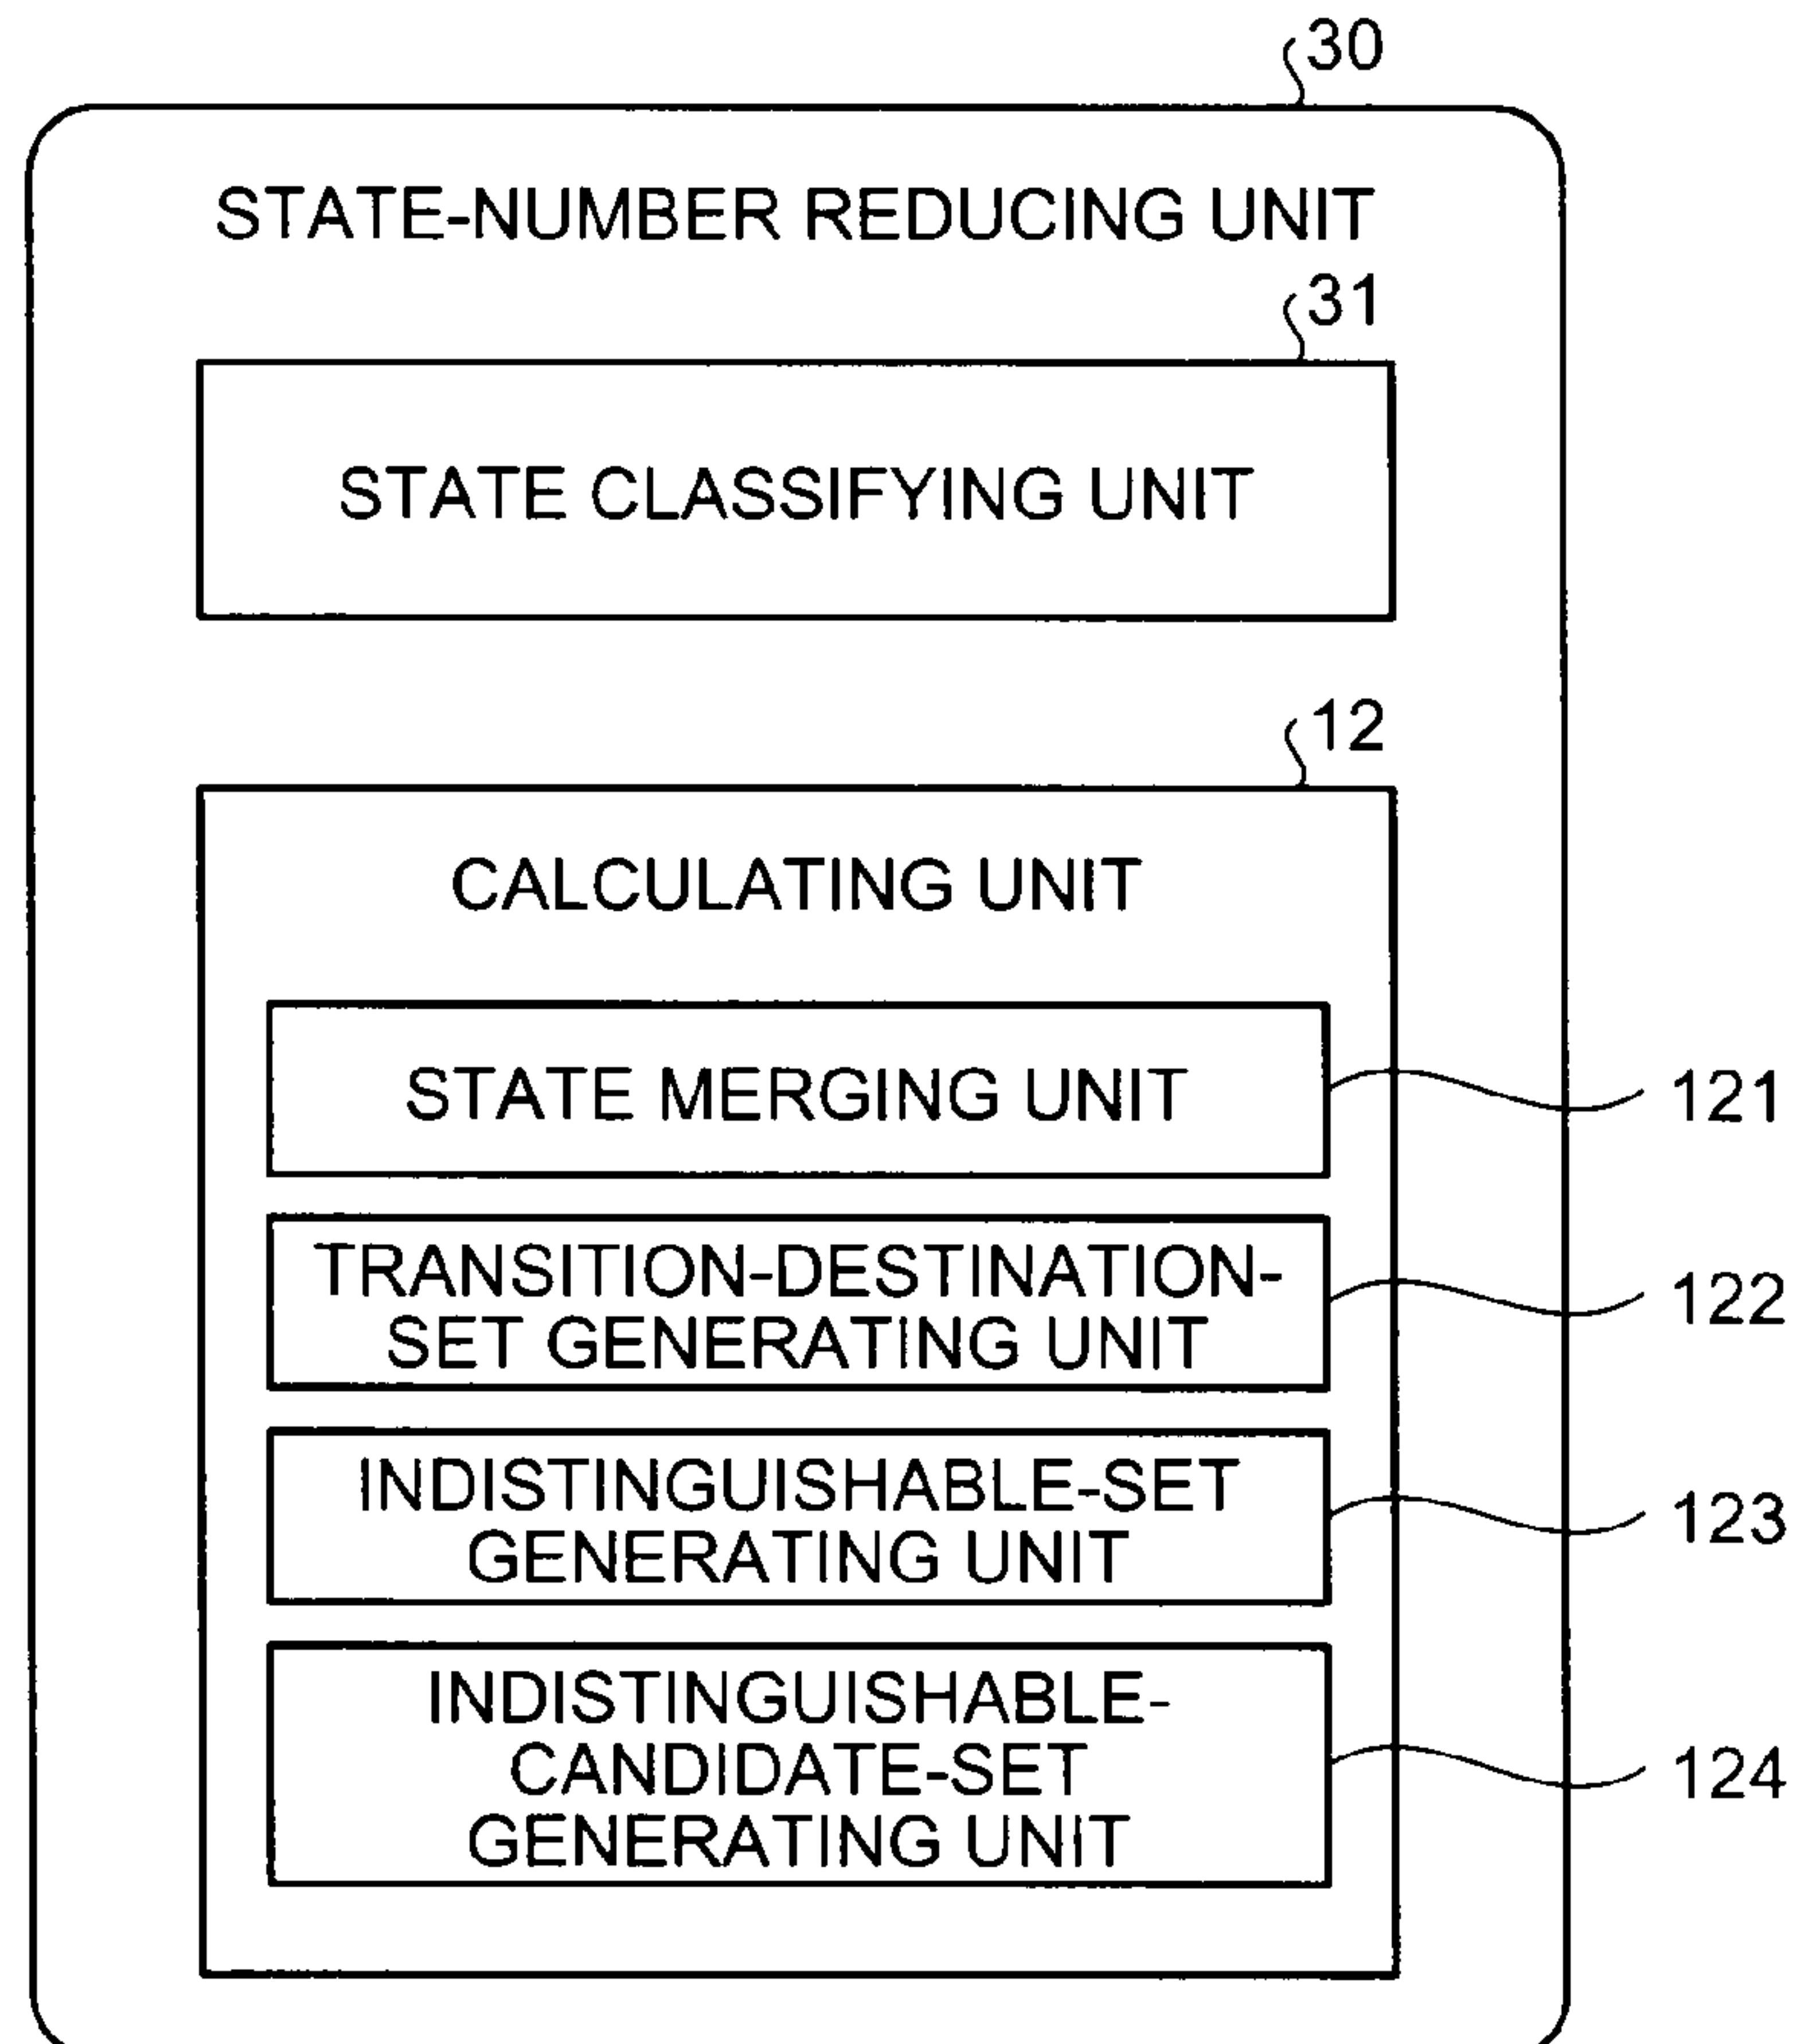 30
STATE-NUMBER REDUCING UNIT
31
STATE CLASSIFYING UNIT
12
CALCULATING UNIT
STATE MERGING UNIT
121
TRANSITION-DESTINATION-
SET GENERATING UNIT
122
INDISTINGUISHABLE-SET
GENERATING UNIT
123
INDISTINGUISHABLE-
CANDIDATE-SET
GENERATING UNIT
124